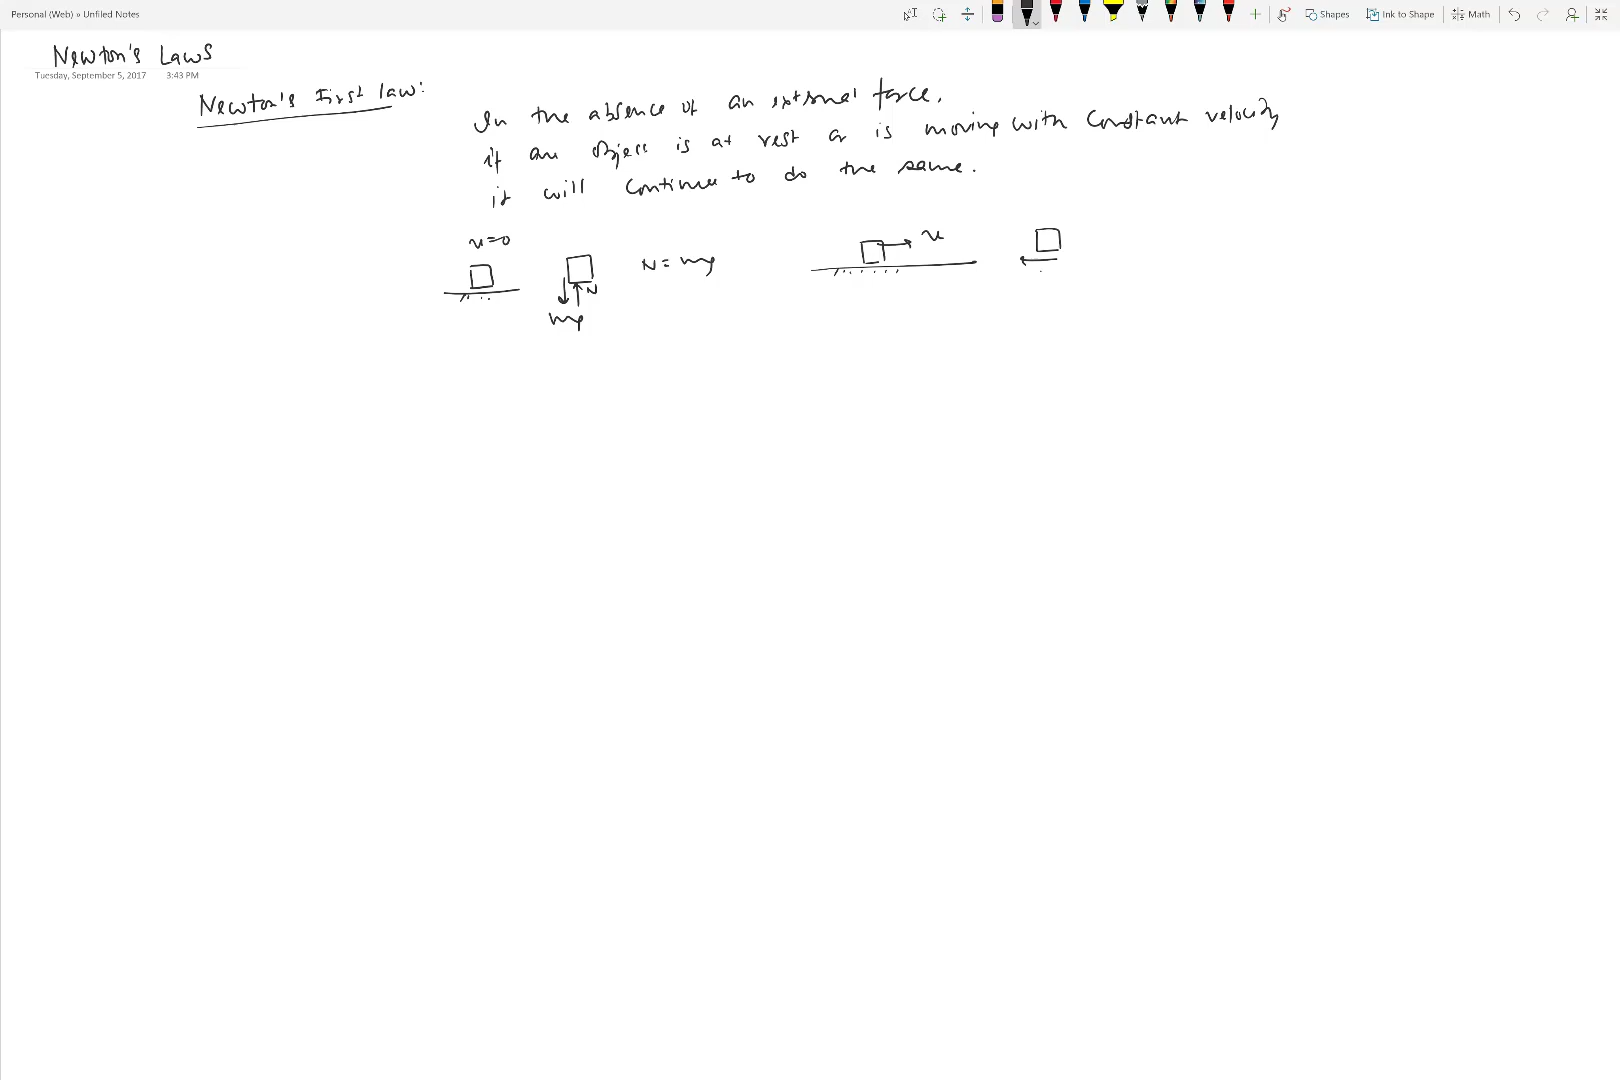 Personal (Web) » Unfiled Notes
Shapes
Ink to Shape
Math
Newton's Laws
Tuesday, September 5, 2017 3:43 PM
Newton's First law:
In the absence of an external force,
if an object is at rest or is moving with constant velocity
it will continue to do the same.
u=0
N = mg
u
N
mg